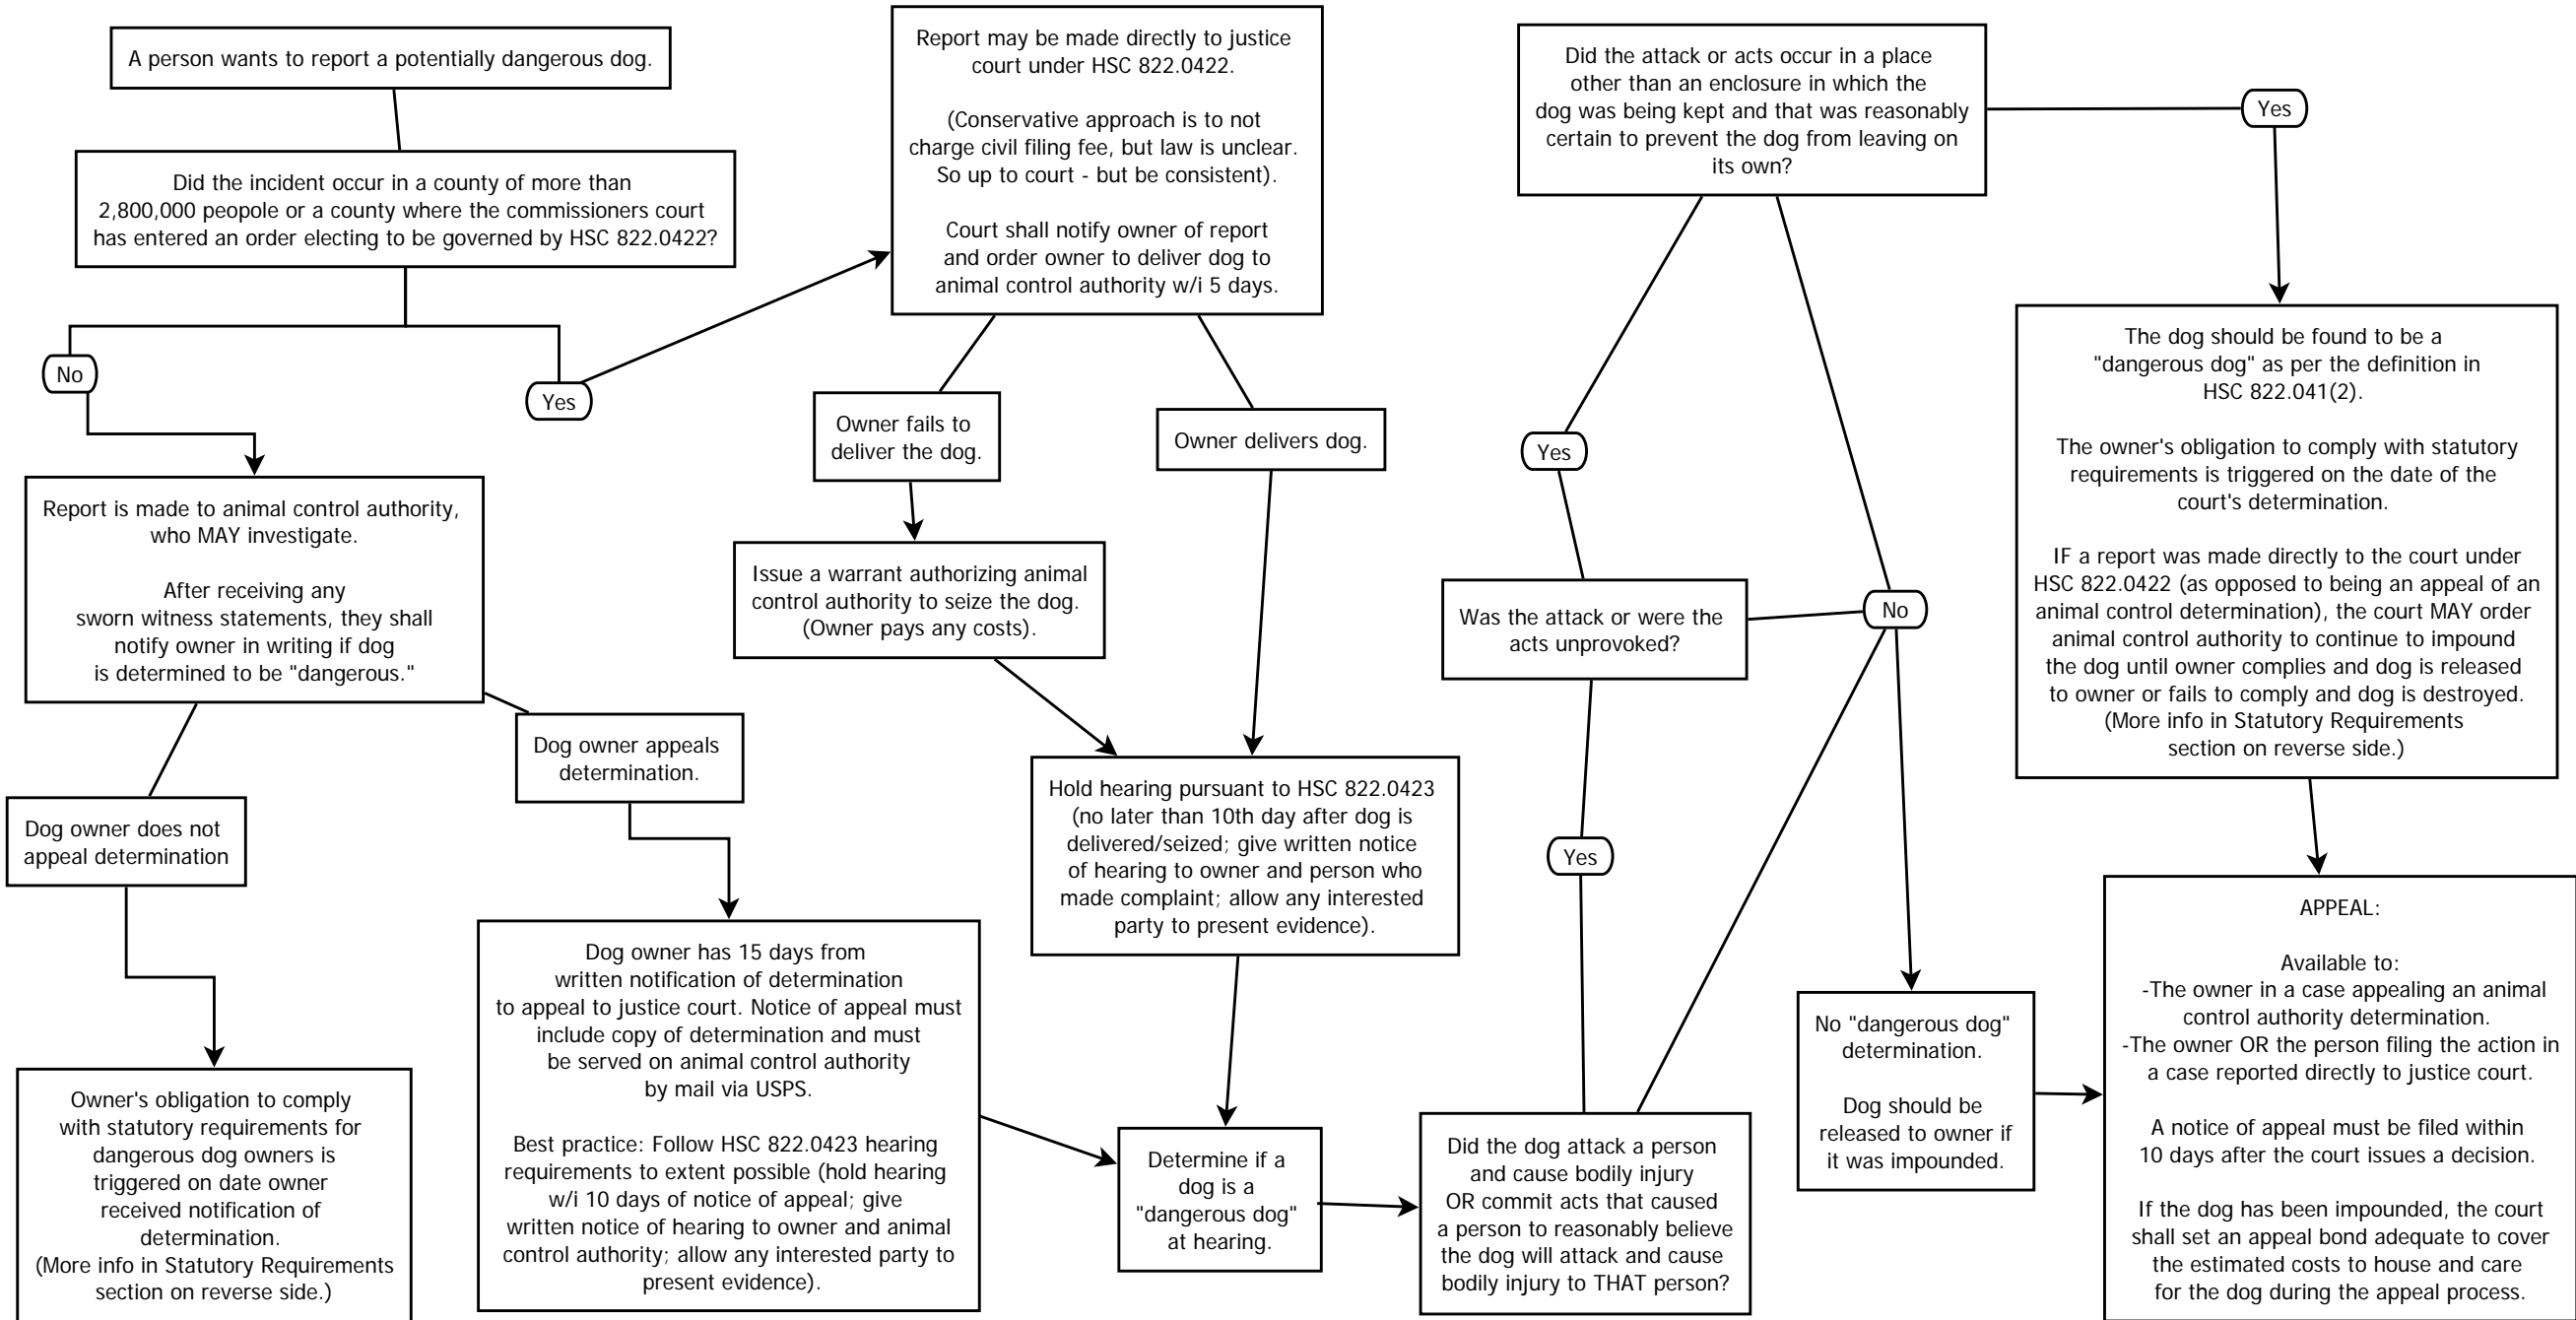 A person wants to report a potentially dangerous dog.
Did the incident occur in a county of more than
2,800,000 peopole or a county where the commissioners court
has entered an order electing to be governed by HSC 822.0422?
No
Yes
Report is made to animal control authority,
who MAY investigate.
After receiving any
sworn witness statements, they shall
notify owner in writing if dog
is determined to be "dangerous."
Dog owner does not
appeal determination
Owner's obligation to comply
with statutory requirements for
dangerous dog owners is
triggered on date owner
received notification of
determination.
(More info in Statutory Requirements
section on reverse side.)
Dog owner appeals
determination.
Dog owner has 15 days from
written notification of determination
to appeal to justice court. Notice of appeal must
include copy of determination and must
be served on animal control authority
by mail via USPS.
Best practice: Follow HSC 822.0423 hearing
requirements to extent possible (hold hearing
w/i 10 days of notice of appeal; give
written notice of hearing to owner and animal
control authority; allow any interested party to
present evidence).
Report may be made directly to justice
court under HSC 822.0422.
(Conservative approach is to not
charge civil filing fee, but law is unclear.
So up to court - but be consistent).
Court shall notify owner of report
and order owner to deliver dog to
animal control authority w/i 5 days.
Owner fails to
deliver the dog.
Owner delivers dog.
Issue a warrant authorizing animal
control authority to seize the dog.
(Owner pays any costs).
Hold hearing pursuant to HSC 822.0423
(no later than 10th day after dog is
delivered/seized; give written notice
of hearing to owner and person who
made complaint; allow any interested
party to present evidence).
Determine if a
dog is a
"dangerous dog"
at hearing.
Did the dog attack a person
and cause bodily injury
OR commit acts that caused
a person to reasonably believe
the dog will attack and cause
bodily injury to THAT person?
Yes
Was the attack or were the
acts unprovoked?
Yes
No
Did the attack or acts occur in a place
other than an enclosure in which the
dog was being kept and that was reasonably
certain to prevent the dog from leaving on
its own?
Yes
The dog should be found to be a
"dangerous dog" as per the definition in
HSC 822.041(2).
The owner's obligation to comply with statutory
requirements is triggered on the date of the
court's determination.
IF a report was made directly to the court under
HSC 822.0422 (as opposed to being an appeal of an
animal control determination), the court MAY order
animal control authority to continue to impound
the dog until owner complies and dog is released
to owner or fails to comply and dog is destroyed.
(More info in Statutory Requirements
section on reverse side.)
No "dangerous dog"
determination.
Dog should be
released to owner if
it was impounded.
APPEAL:
Available to:
-The owner in a case appealing an animal
control authority determination.
-The owner OR the person filing the action in
a case reported directly to justice court.
A notice of appeal must be filed within
10 days after the court issues a decision.
If the dog has been impounded, the court
shall set an appeal bond adequate to cover
the estimated costs to house and care
for the dog during the appeal process.